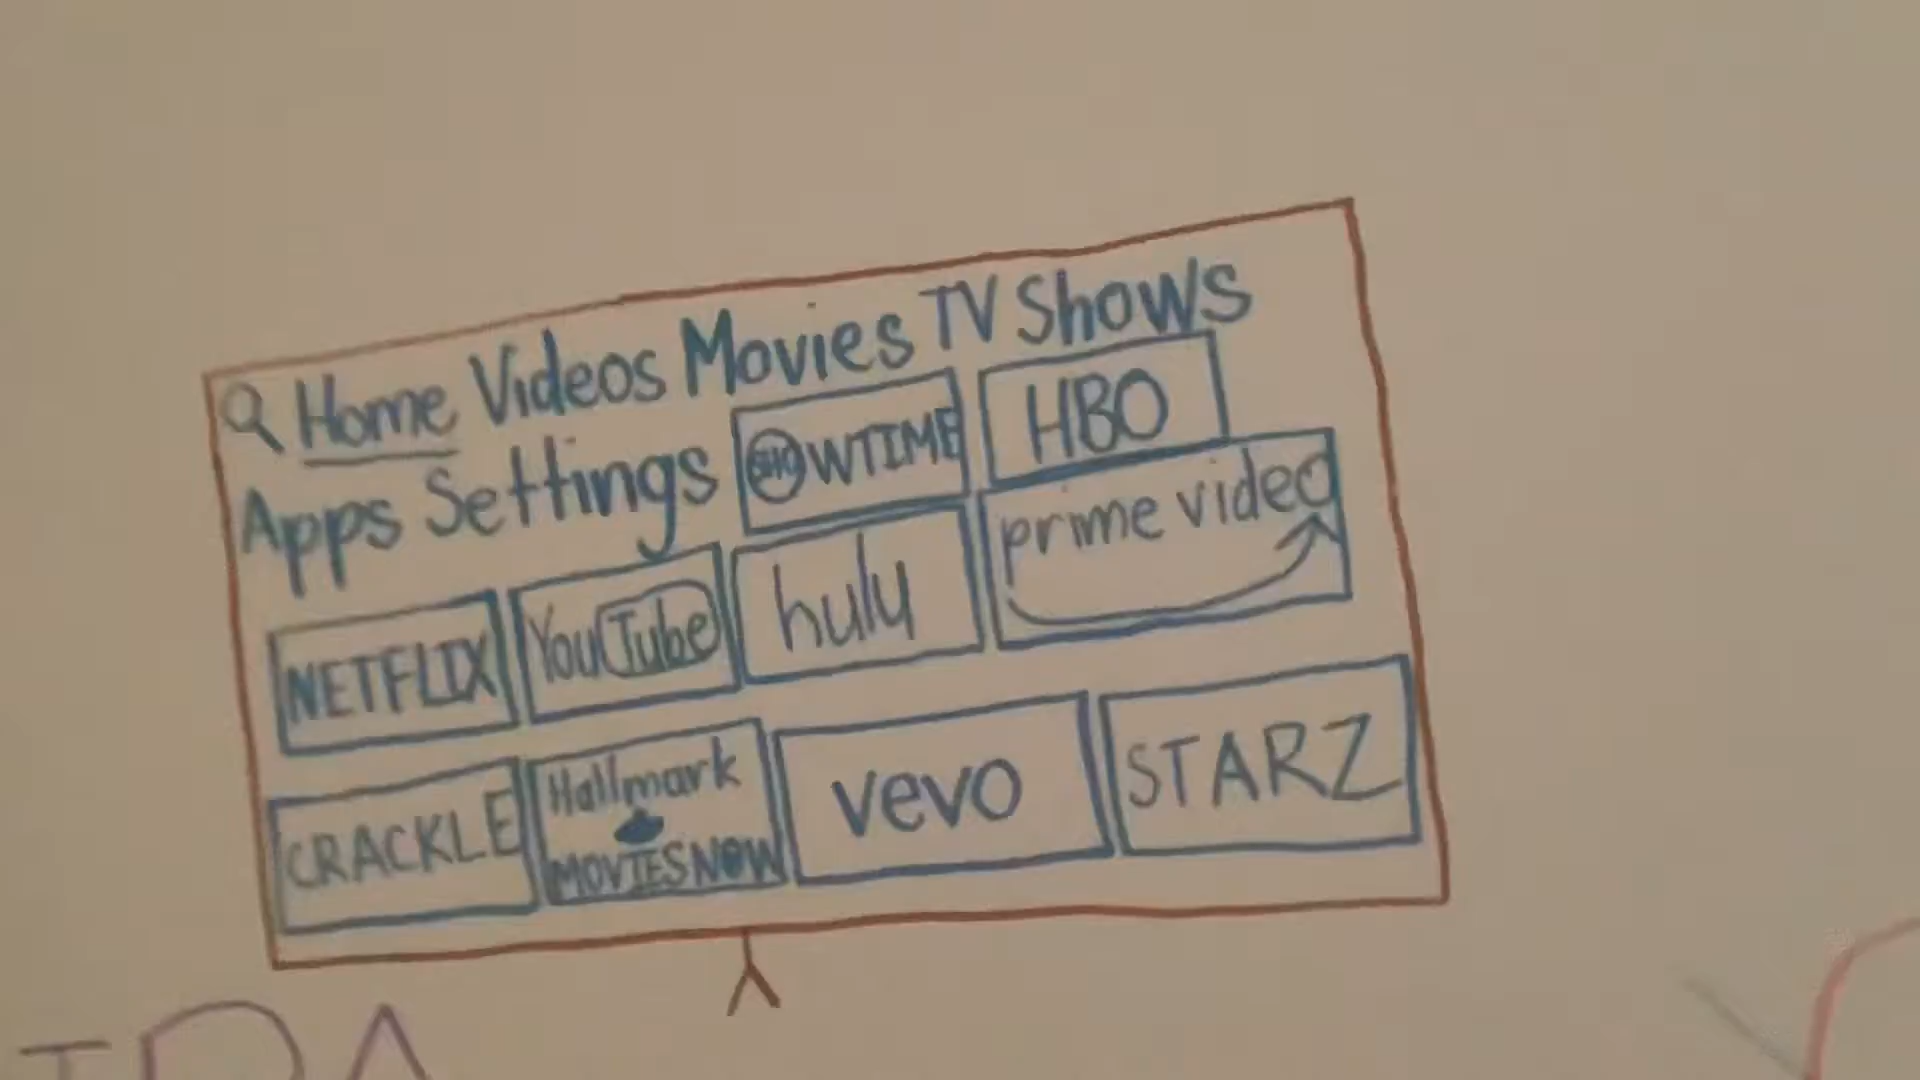 Home Videos Movies TV Shows
Apps Settings
SHOWTIME
HBO
NETFLIX
YouTube
hulu
prime video
CRACKLE
Hallmark
MOVIES NOW
vevo
STARZ